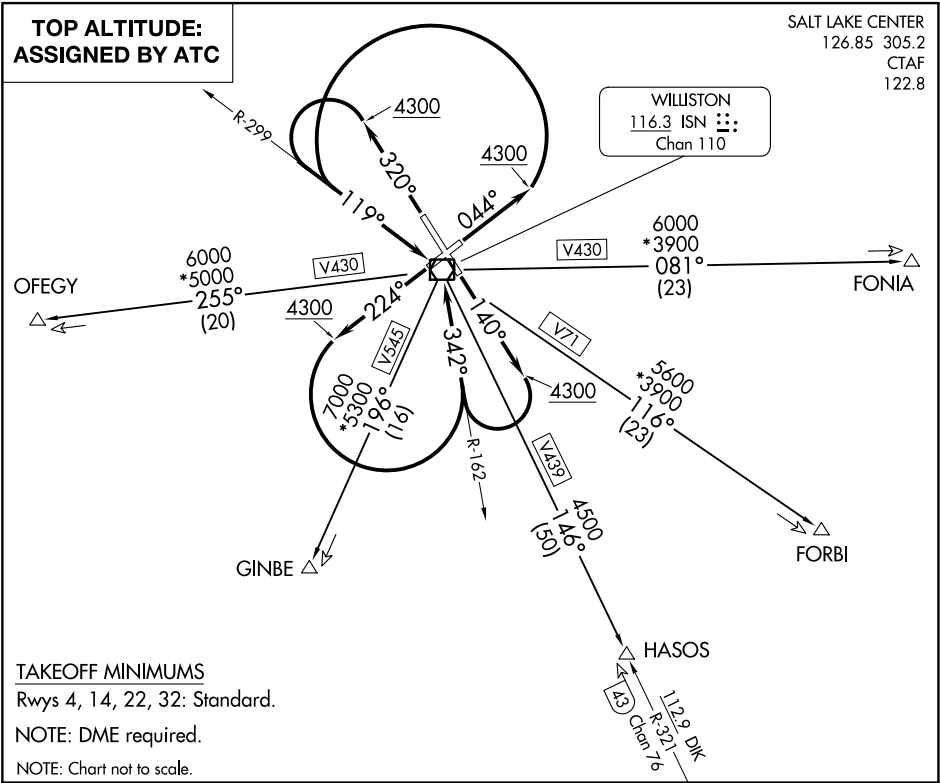 TOP ALTITUDE:
ASSIGNED BY ATC
SALT LAKE CENTER
126.85 305.2
CTAF
122.8
WILLISTON
116.3 ISN
Chan 110
4300
R-299
320°
4300
044°
119°
6000
*5000
255°
(20)
V430
OFEGY
V430
6000
*3900
081°
(23)
FONIA
4300
224°
V545
342°
140°
V71
4300
7000
*5300
196°
(16)
5600
*3900
116°
(23)
R-162
V439
4500
146°
(50)
GINBE
FORBI
HASOS
43 Chan 76
R-321
112.9 DIK
TAKEOFF MINIMUMS
Rwys 4, 14, 22, 32: Standard.
NOTE: DME required.
NOTE: Chart not to scale.